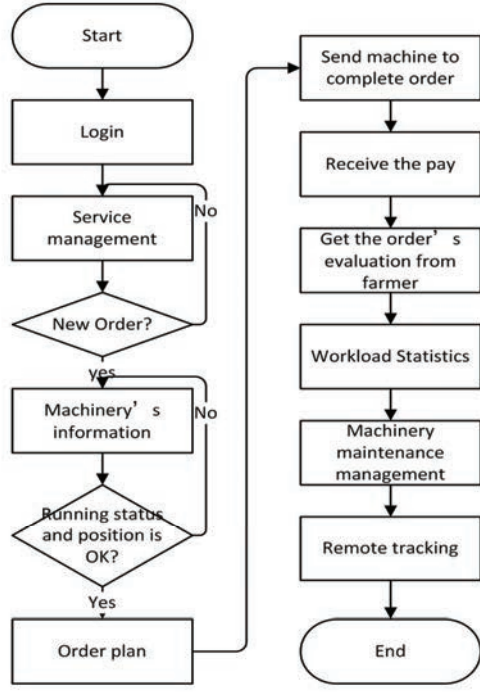 Start
Login
Service
management
No
New Order?
yes
Machinery’s
information
No
Running status
and position is
OK?
Yes
Order plan
Send machine to
complete order
Receive the pay
Get the order’s
evaluation from
farmer
Workload Statistics
Machinery
maintenance
management
Remote tracking
End